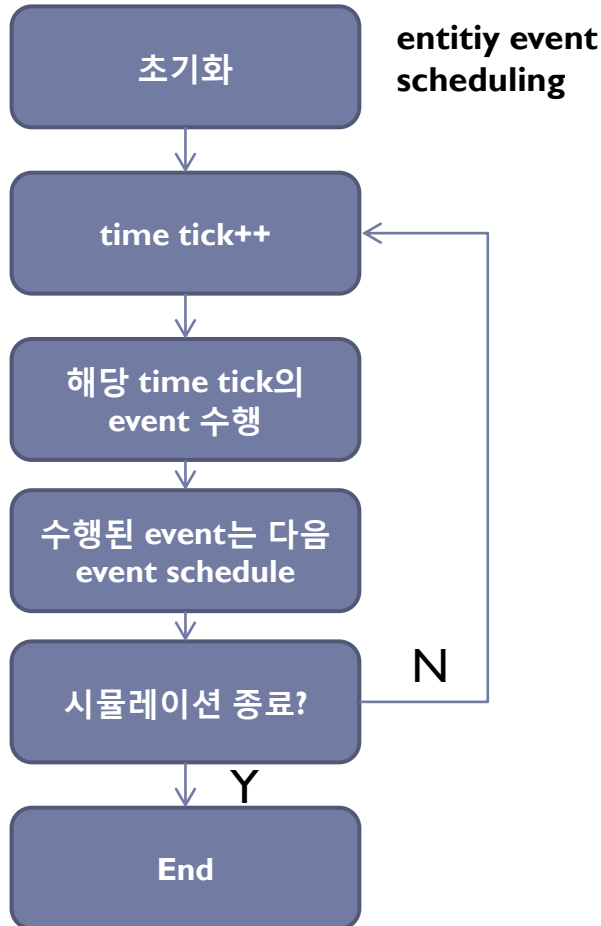 초기화
entitiy event
scheduling
time tick++
해당 time tick의
event 수행
수행된 event는 다음
event schedule
시뮬레이션 종료?
N
Y
End